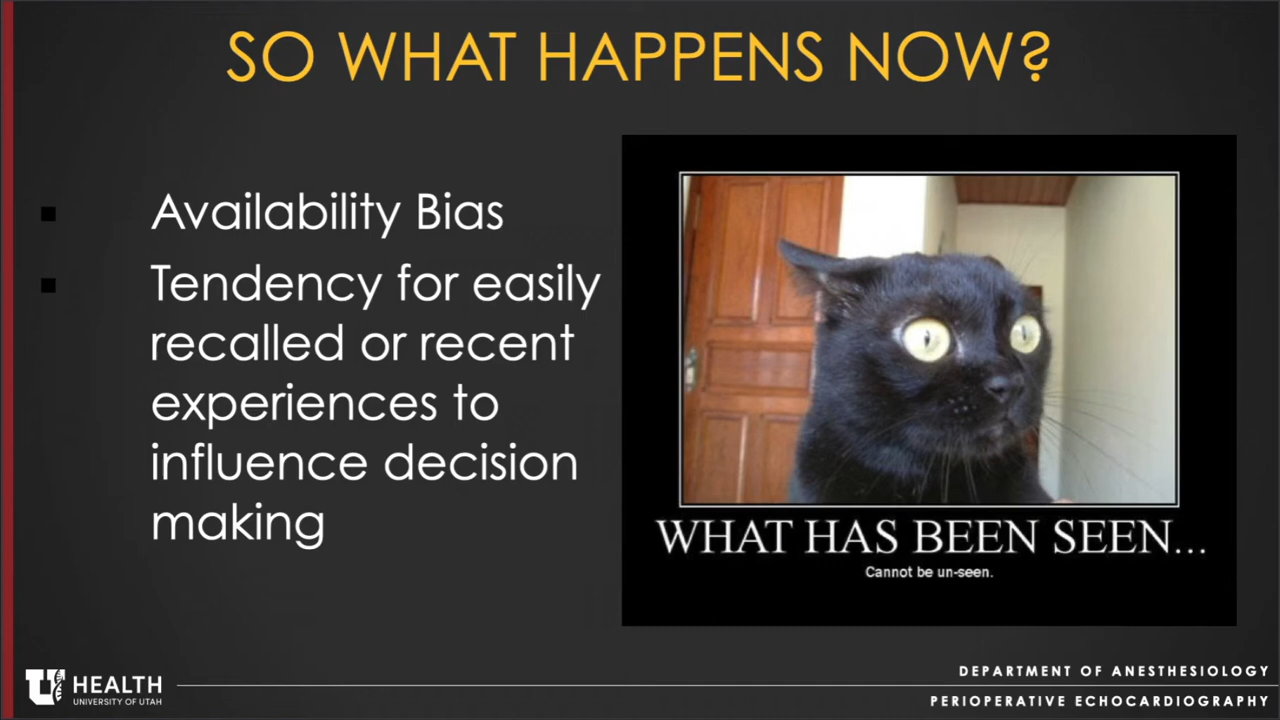 SO WHAT HAPPENS NOW?
Availability Bias
Tendency for easily
recalled or recent
experiences to
influence decision
making
WHAT HAS BEEN SEEN...
Cannot be un-seen.
U HEALTH
UNIVERSITY OF UTAH
DEPARTMENT OF ANESTHESIOLOGY
PERIOPERATIVE ECHOCARDIOGRAPHY